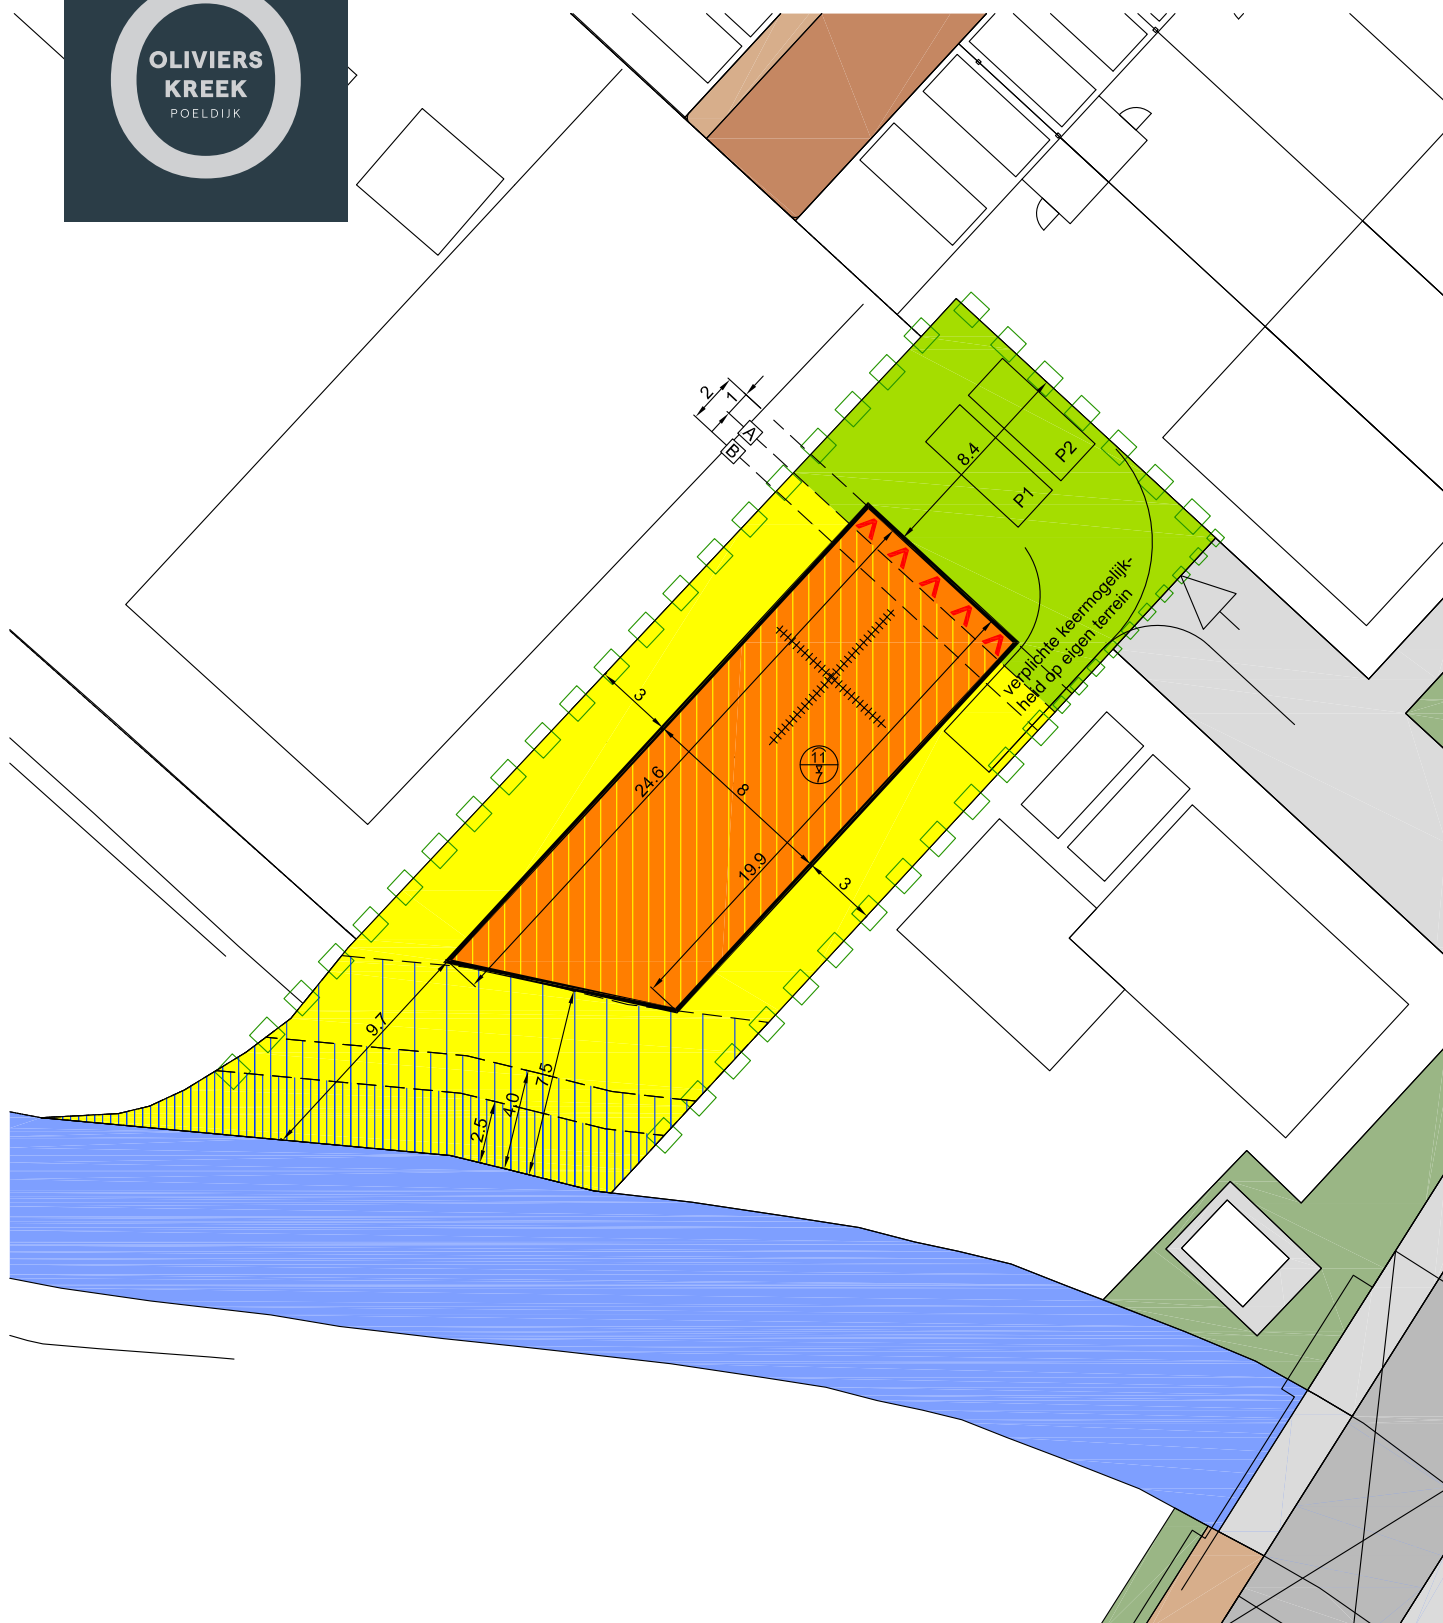 OLIVIERS
KREEK
POELDIJK
2
1
A
B
8.4
P2
P1
verplichte keermogelijk-
heid op eigen terrein
3
24.6
8
11
7
19.9
3
9.7
7.5
4.0
2.5